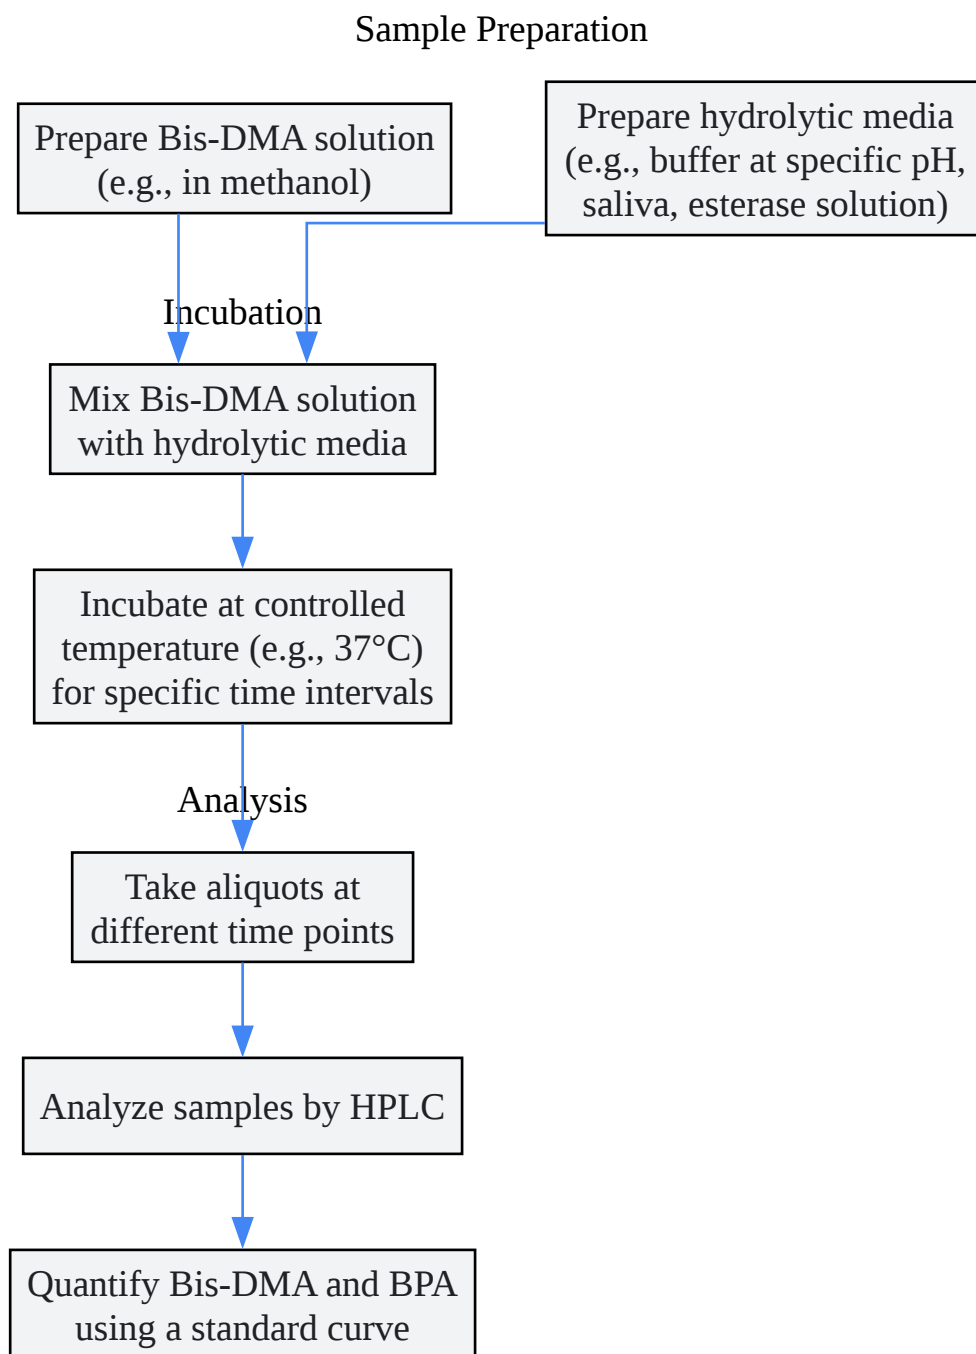 Sample Preparation
Prepare Bis-DMA solution
(e.g., in methanol)
Prepare hydrolytic media
(e.g., buffer at specific pH,
saliva, esterase solution)
Incubation
Mix Bis-DMA solution
with hydrolytic media
Incubate at controlled
temperature (e.g., 37°C)
for specific time intervals
Analysis
Take aliquots at
different time points
Analyze samples by HPLC
Quantify Bis-DMA and BPA
using a standard curve